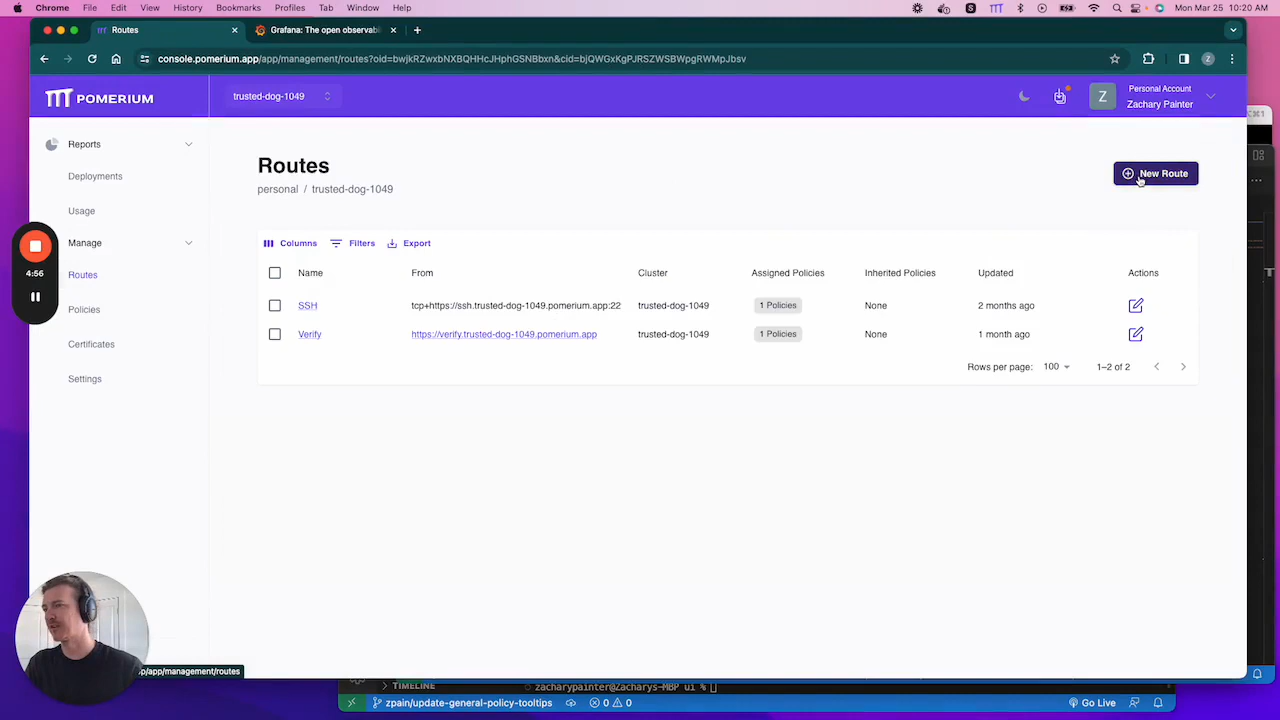 Chrome File Edit View History Bookmarks Profiles Tab Window Help Mon Mar 25 10:20 AM
Routes Grafana: The open observabi
console.pomerium.app/app/management/routes?oid=bwjkRZwxbNXBQHHcJHphGSNBbxn&cid=bjQWGxKgPJRSZWSBWpgRWMpJbsv Z
POMERIUM trusted-dog-1049 Z Personal Account
Zachary Painter
⌥⌘1
Reports
Deployments
Usage
Manage
Routes
Policies
Certificates
Settings
4:56
Routes
personal / trusted-dog-1049
New Route
Columns Filters Export
Name From Cluster Assigned Policies Inherited Policies Updated Actions
SSH tcp+https://ssh.trusted-dog-1049.pomerium.app:22 trusted-dog-1049 1 Policies None 2 months ago
Verify https://verify.trusted-dog-1049.pomerium.app trusted-dog-1049 1 Policies None 1 month ago
Rows per page: 100 1–2 of 2
p/app/management/routes
TIMELINE zacharypainter@Zacharys-MBP ui %
zpain/update-general-policy-tooltips 0 0 Go Live